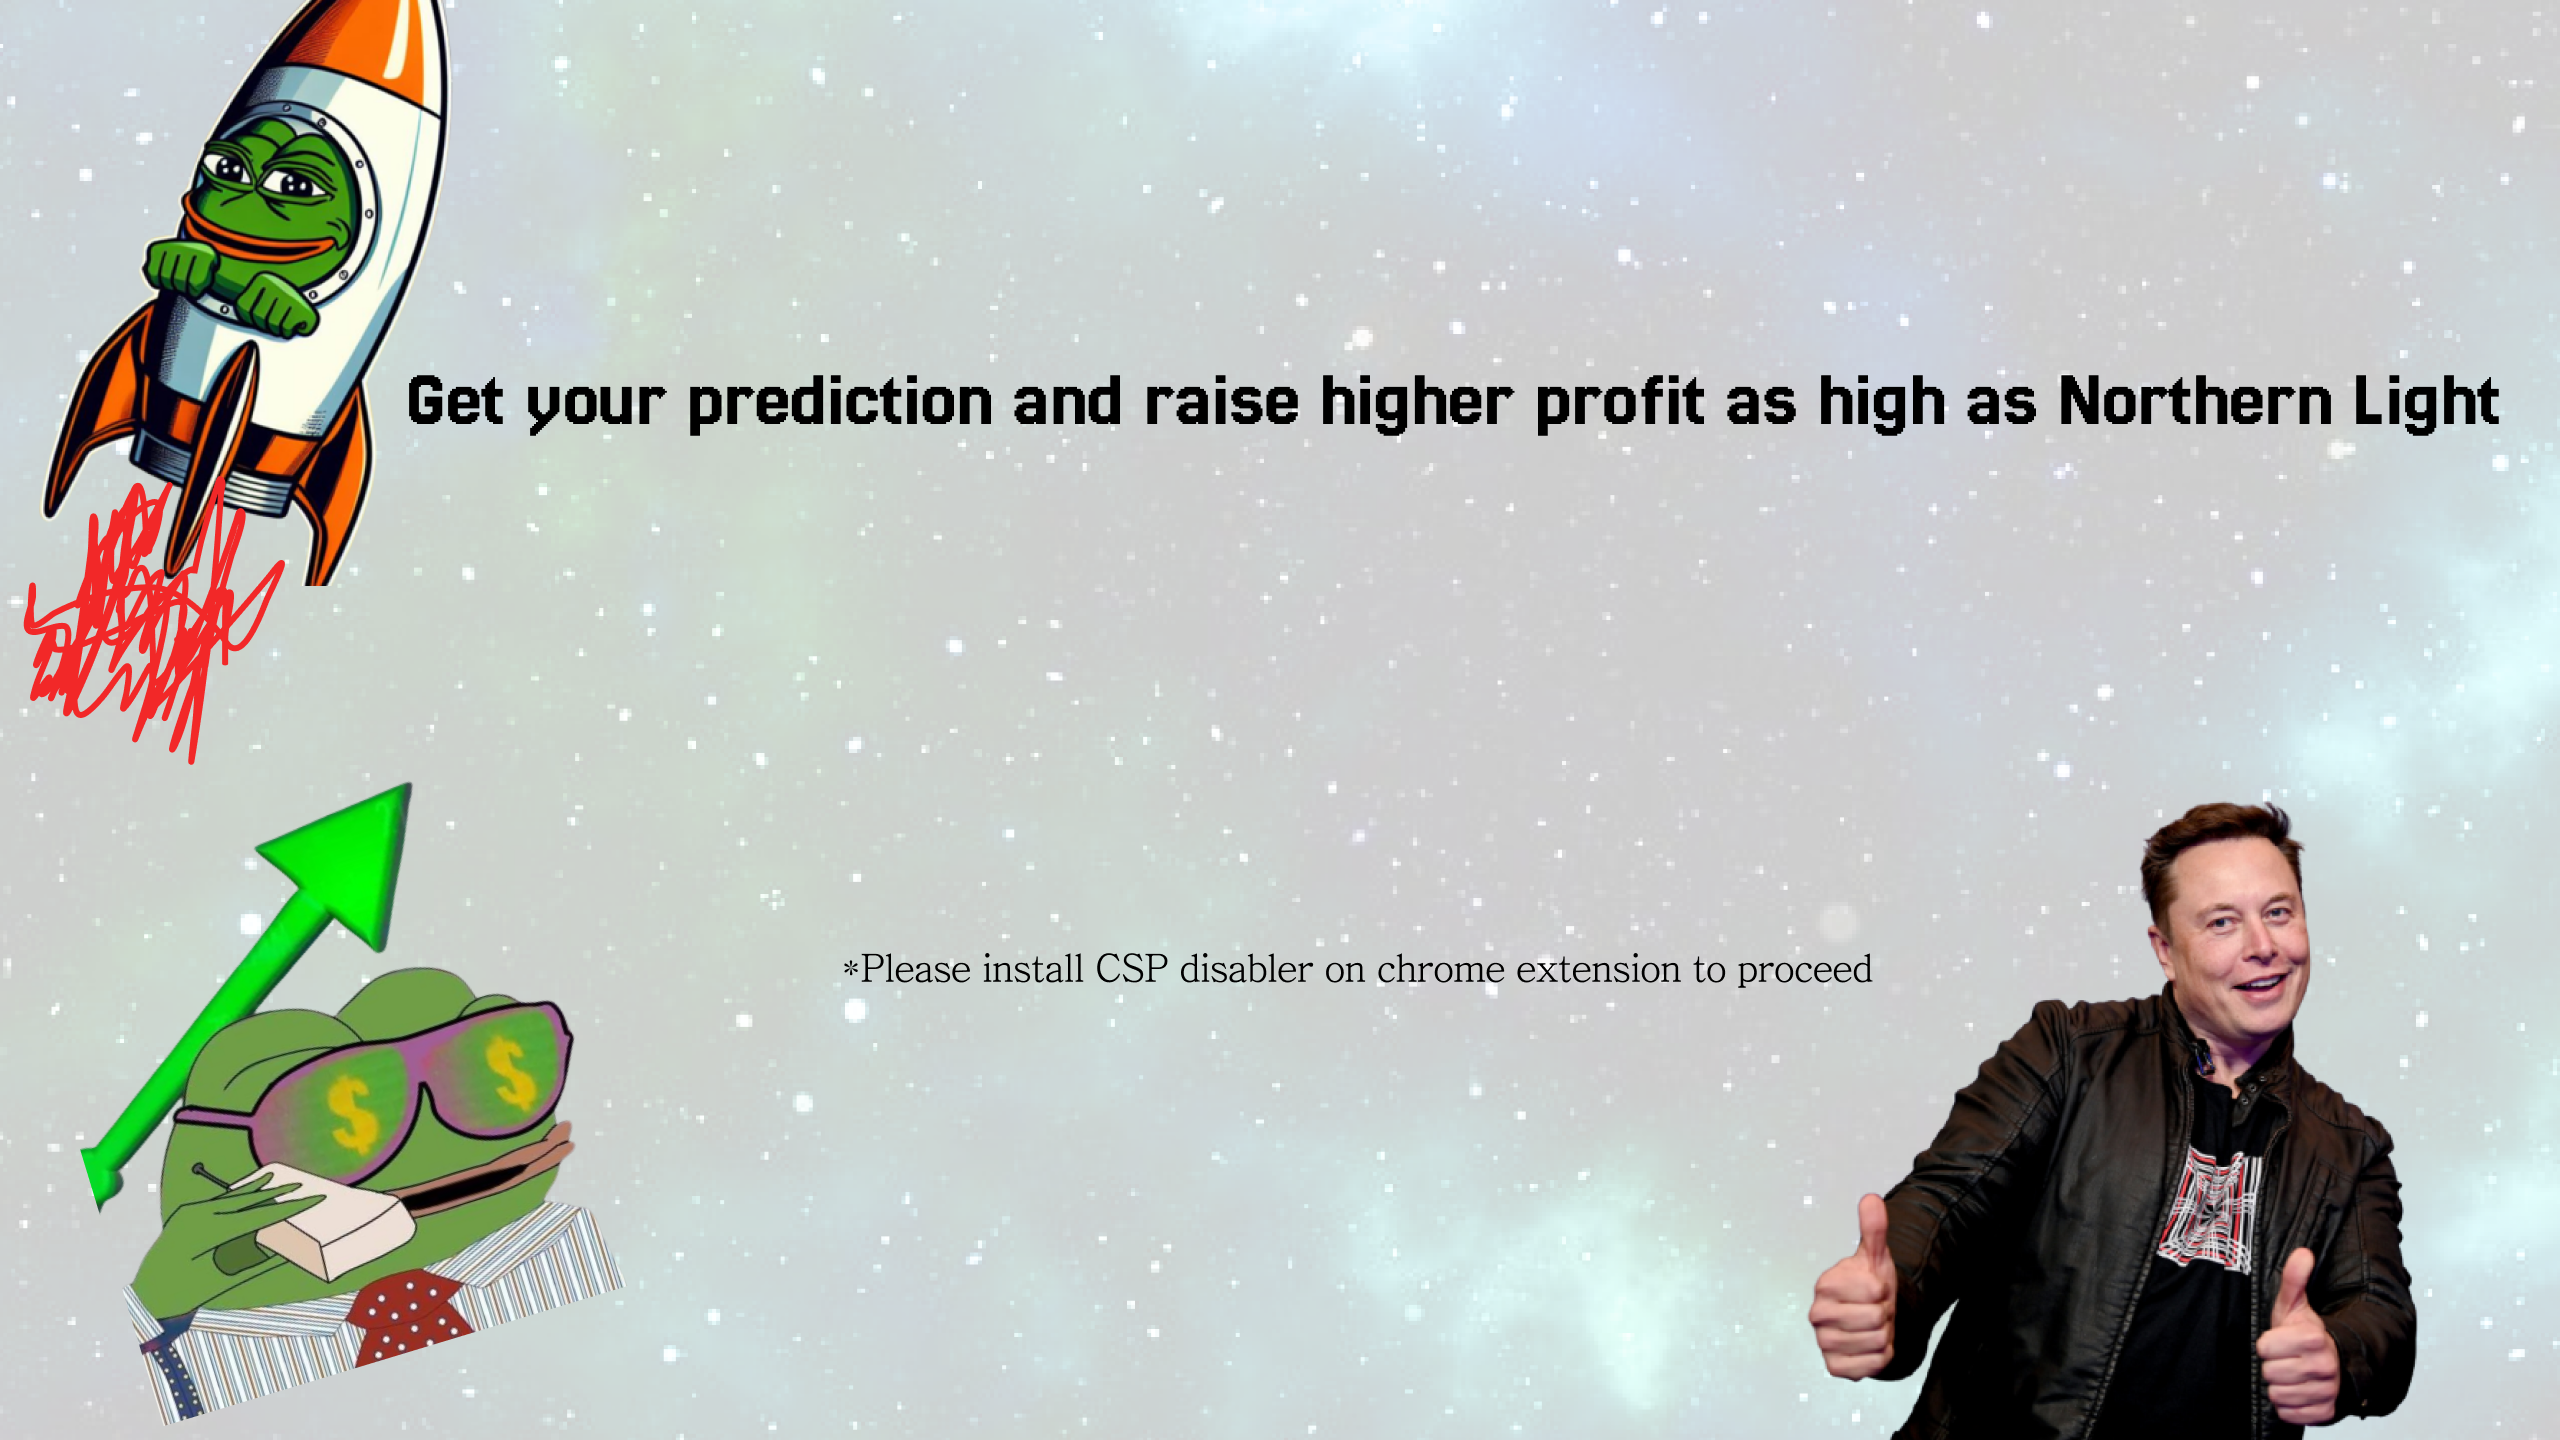 Get your prediction and raise higher profit as high as Northern Light
*Please install CSP disabler on chrome extension to proceed